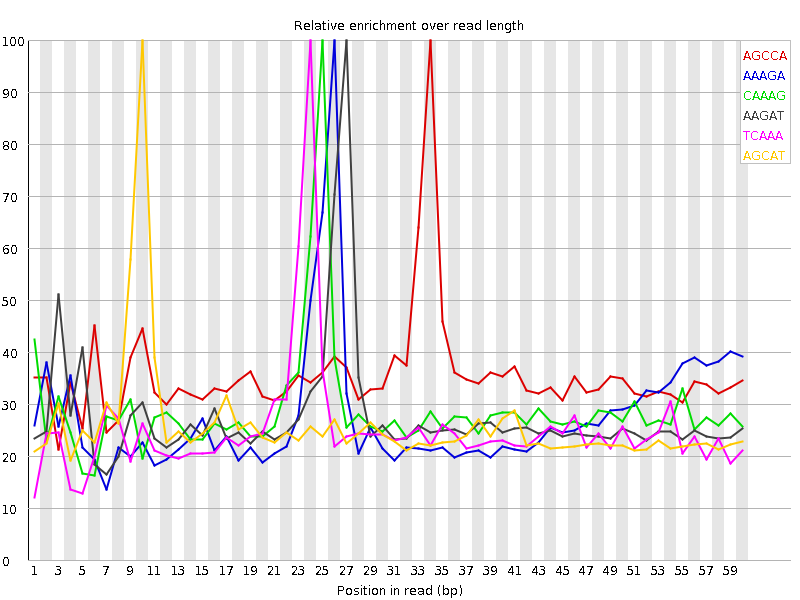 Relative enrichment over read length
100
90
80
70
60
50
40
30
20
10
0
AGCCA
AAAGA
CAAAG
AAGAT
TCAAA
AGCAT
1 3 5 7 9 11 13 15 17 19 21 23 25 27 29 31 33 35 37 39 41 43 45 47 49 51 53 55 57 59
Position in read (bp)